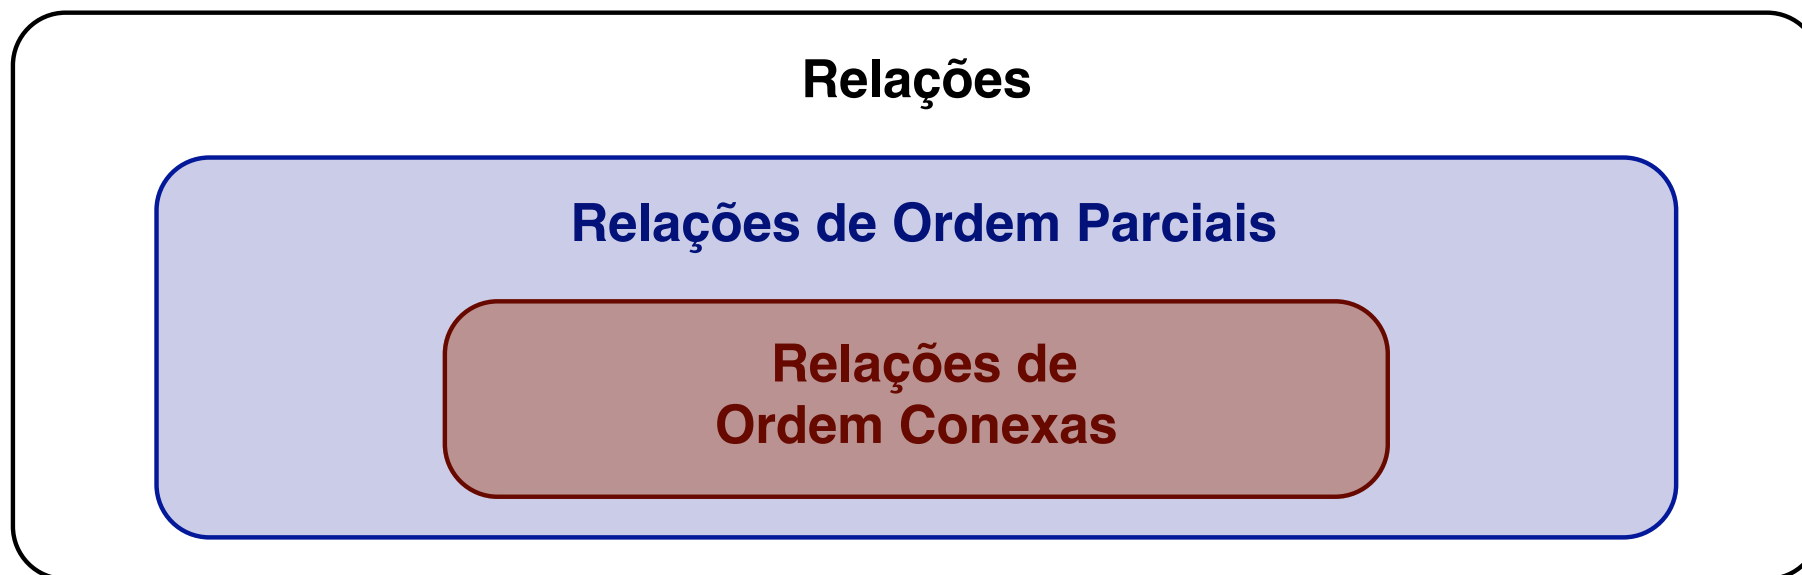 Relações
Relações de Ordem Parciais
Relações de
Ordem Conexas